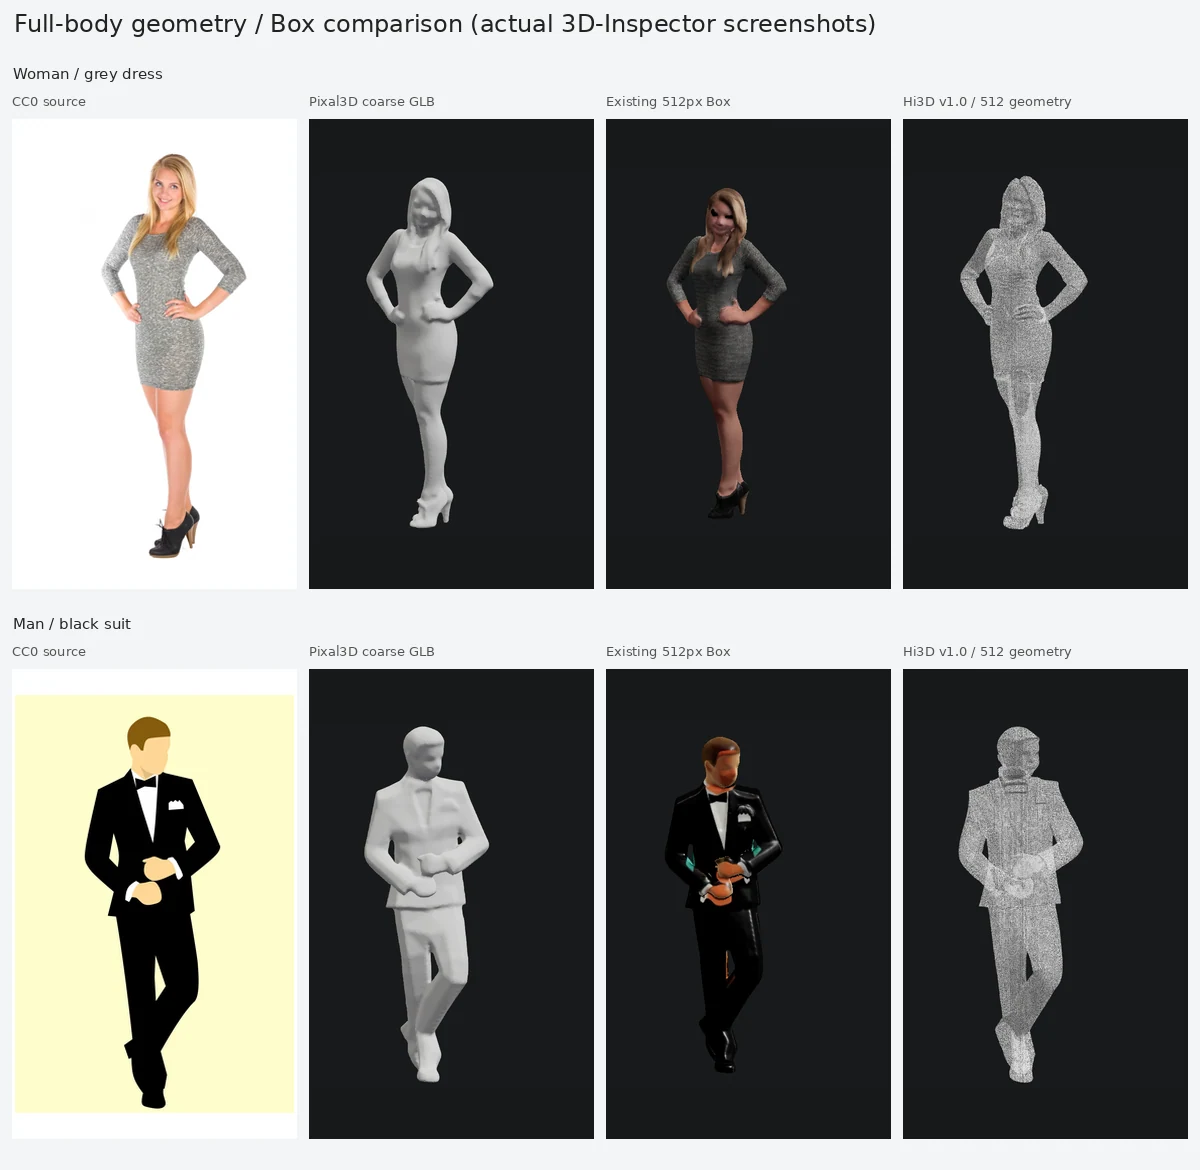 Full-body geometry / Box comparison (actual 3D-Inspector screenshots)
Woman / grey dress
CC0 source
Pixal3D coarse GLB
Existing 512px Box
Hi3D v1.0 / 512 geometry
Man / black suit
CC0 source
Pixal3D coarse GLB
Existing 512px Box
Hi3D v1.0 / 512 geometry